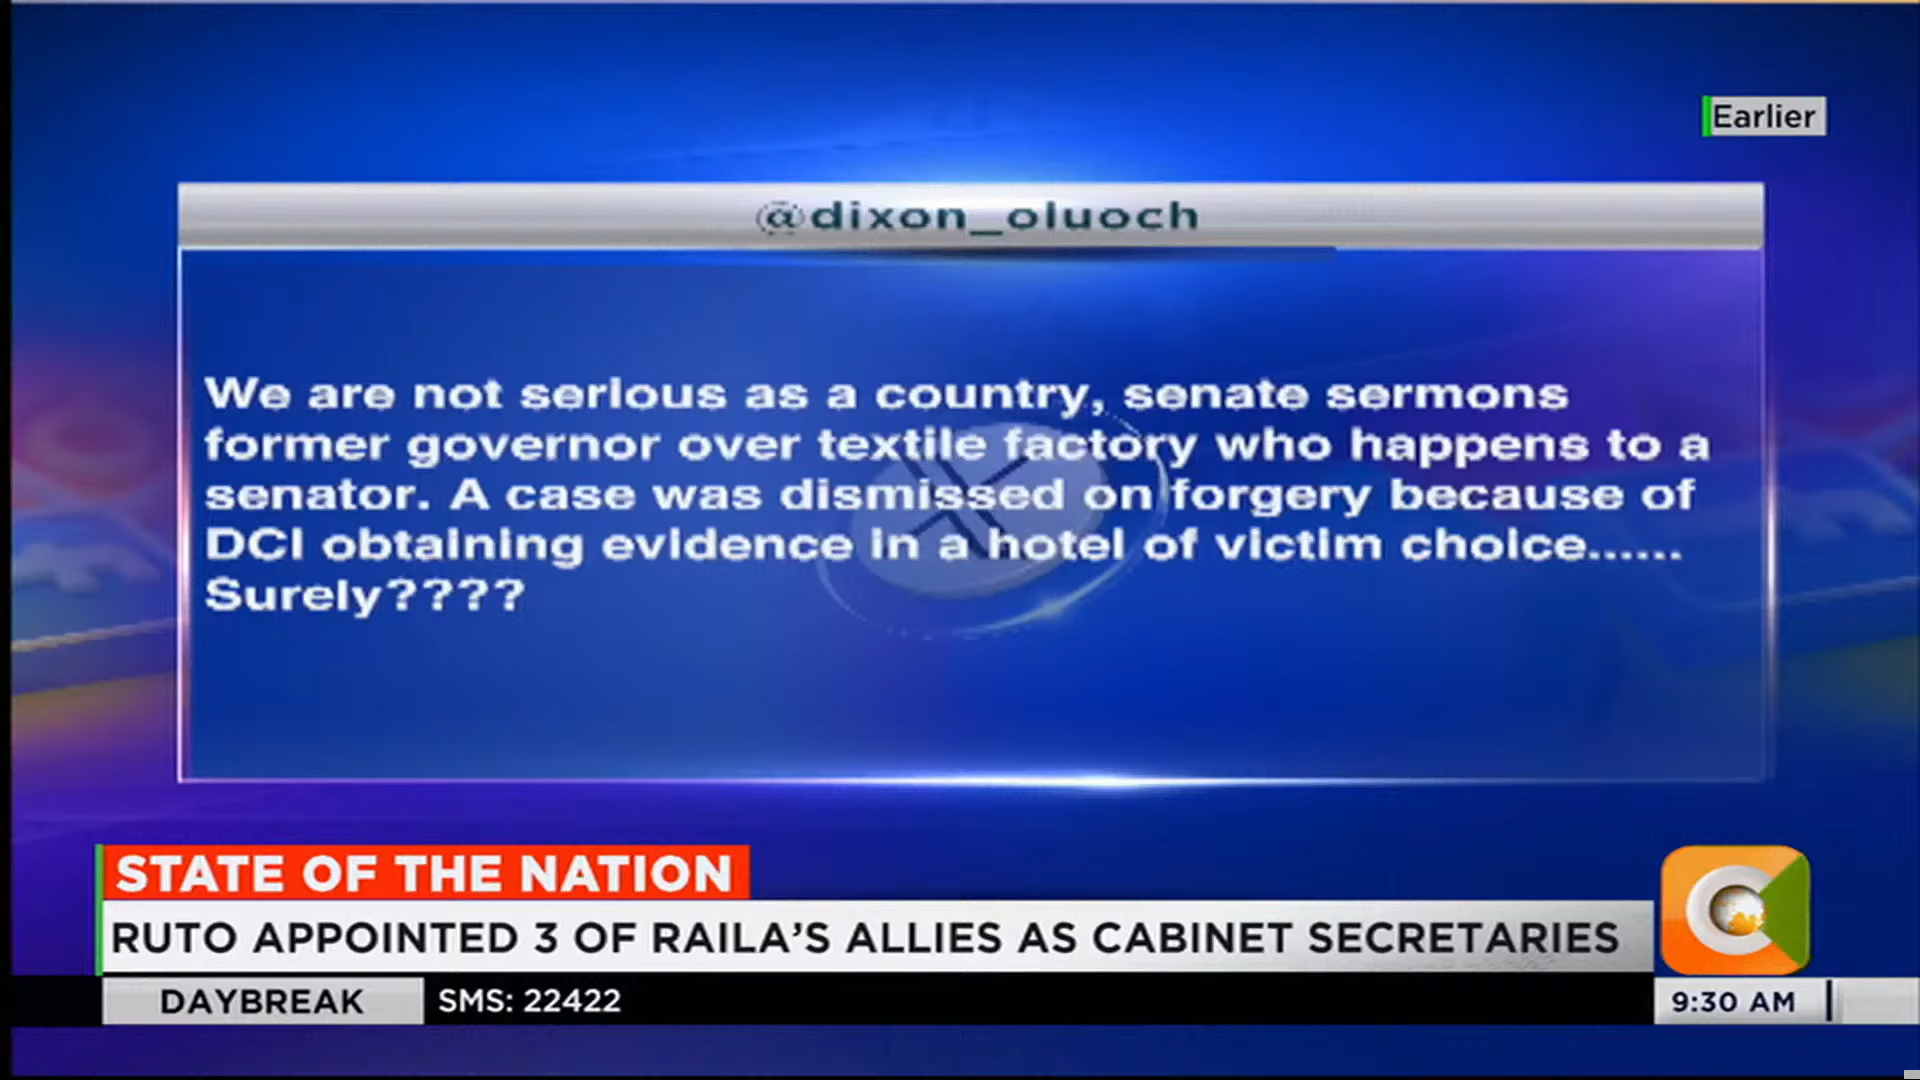 Earlier
@dixon_oluoch
We are not serious as a country, senate sermons
former governor over textile factory who happens to a
senator. A case was dismissed on forgery because of
DCI obtaining evidence in a hotel of victim choice......
Surely????
STATE OF THE NATION
RUTO APPOINTED 3 OF RAILA'S ALLIES AS CABINET SECRETARIES
DAYBREAK SMS: 22422 9:30 AM